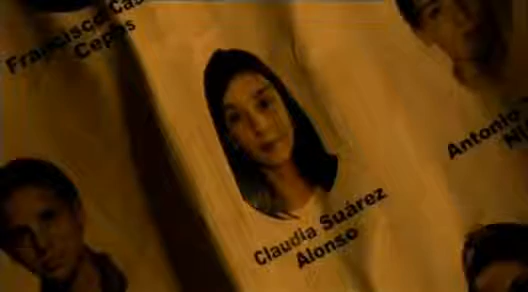 Francisco
Cepas
Claudia Suárez
Alonso
Antonio